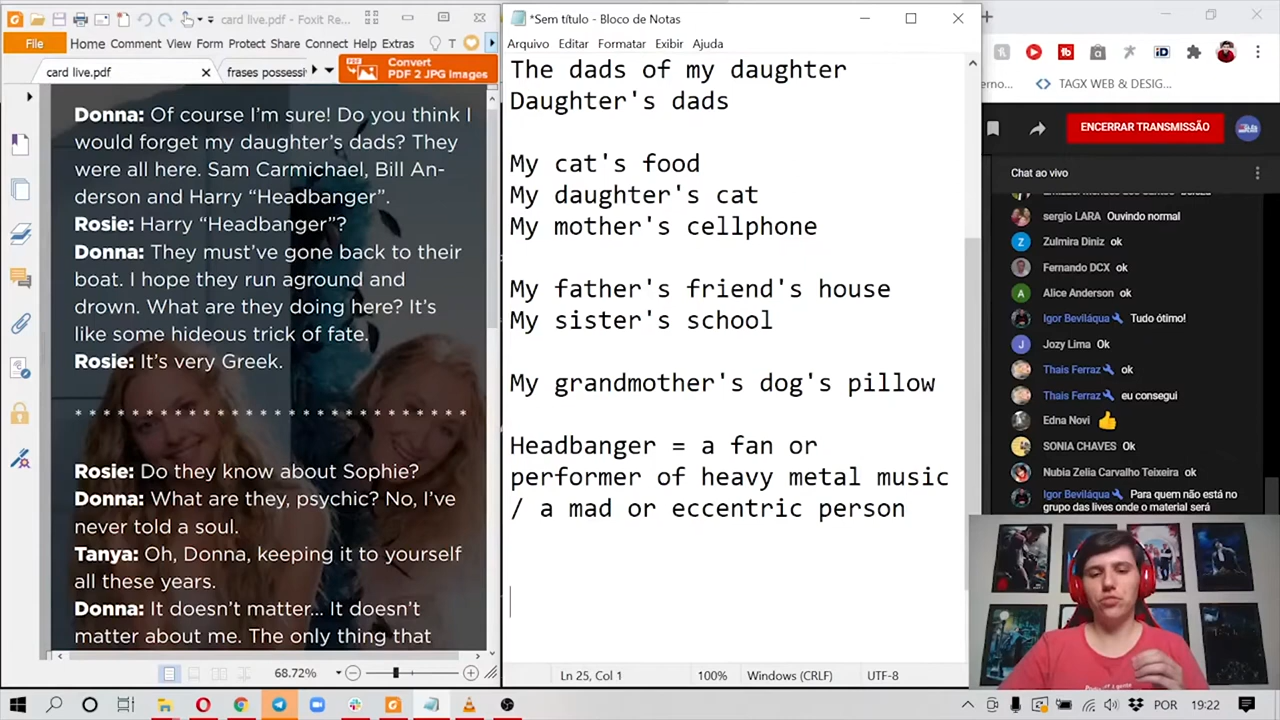 card live.pdf - Foxit Re...
File Home Comment View Form Protect Share Connect Help Extras
card live.pdf
frases possessi
Convert
PDF 2 JPG Images
Donna: Of course I'm sure! Do you think I
would forget my daughter's dads? They
were all here. Sam Carmichael, Bill An-
derson and Harry “Headbanger”.
Rosie: Harry “Headbanger”?
Donna: They must've gone back to their
boat. I hope they run aground and
drown. What are they doing here? It's
like some hideous trick of fate.
Rosie: It's very Greek.
* * * * * * * * * * * * * * * * * * * * * * * * * * * *
Rosie: Do they know about Sophie?
Donna: What are they, psychic? No, I've
never told a soul.
Tanya: Oh, Donna, keeping it to yourself
all these years.
Donna: It doesn't matter... It doesn't
matter about me. The only thing that
68.72%
*Sem título - Bloco de Notas
Arquivo Editar Formatar Exibir Ajuda
The dads of my daughter
Daughter's dads
My cat's food
My daughter's cat
My mother's cellphone
My father's friend's house
My sister's school
My grandmother's dog's pillow
Headbanger = a fan or
performer of heavy metal music
/ a mad or eccentric person
Ln 25, Col 1
100%
Windows (CRLF)
UTF-8
iD
erno...
TAGX WEB & DESIG...
ENCERRAR TRANSMISSÃO
Chat ao vivo
sergio LARA Ouvindo normal
Zulmira Diniz ok
Fernando DCX ok
Alice Anderson ok
Igor Beviláqua Tudo ótimo!
Jozy Lima Ok
Thais Ferraz ok
Thais Ferraz eu consegui
Edna Novi
SONIA CHAVES Ok
Nubia Zelia Carvalho Teixeira ok
Igor Beviláqua Para quem não está no
grupo das lives onde o material será
POR
19:22